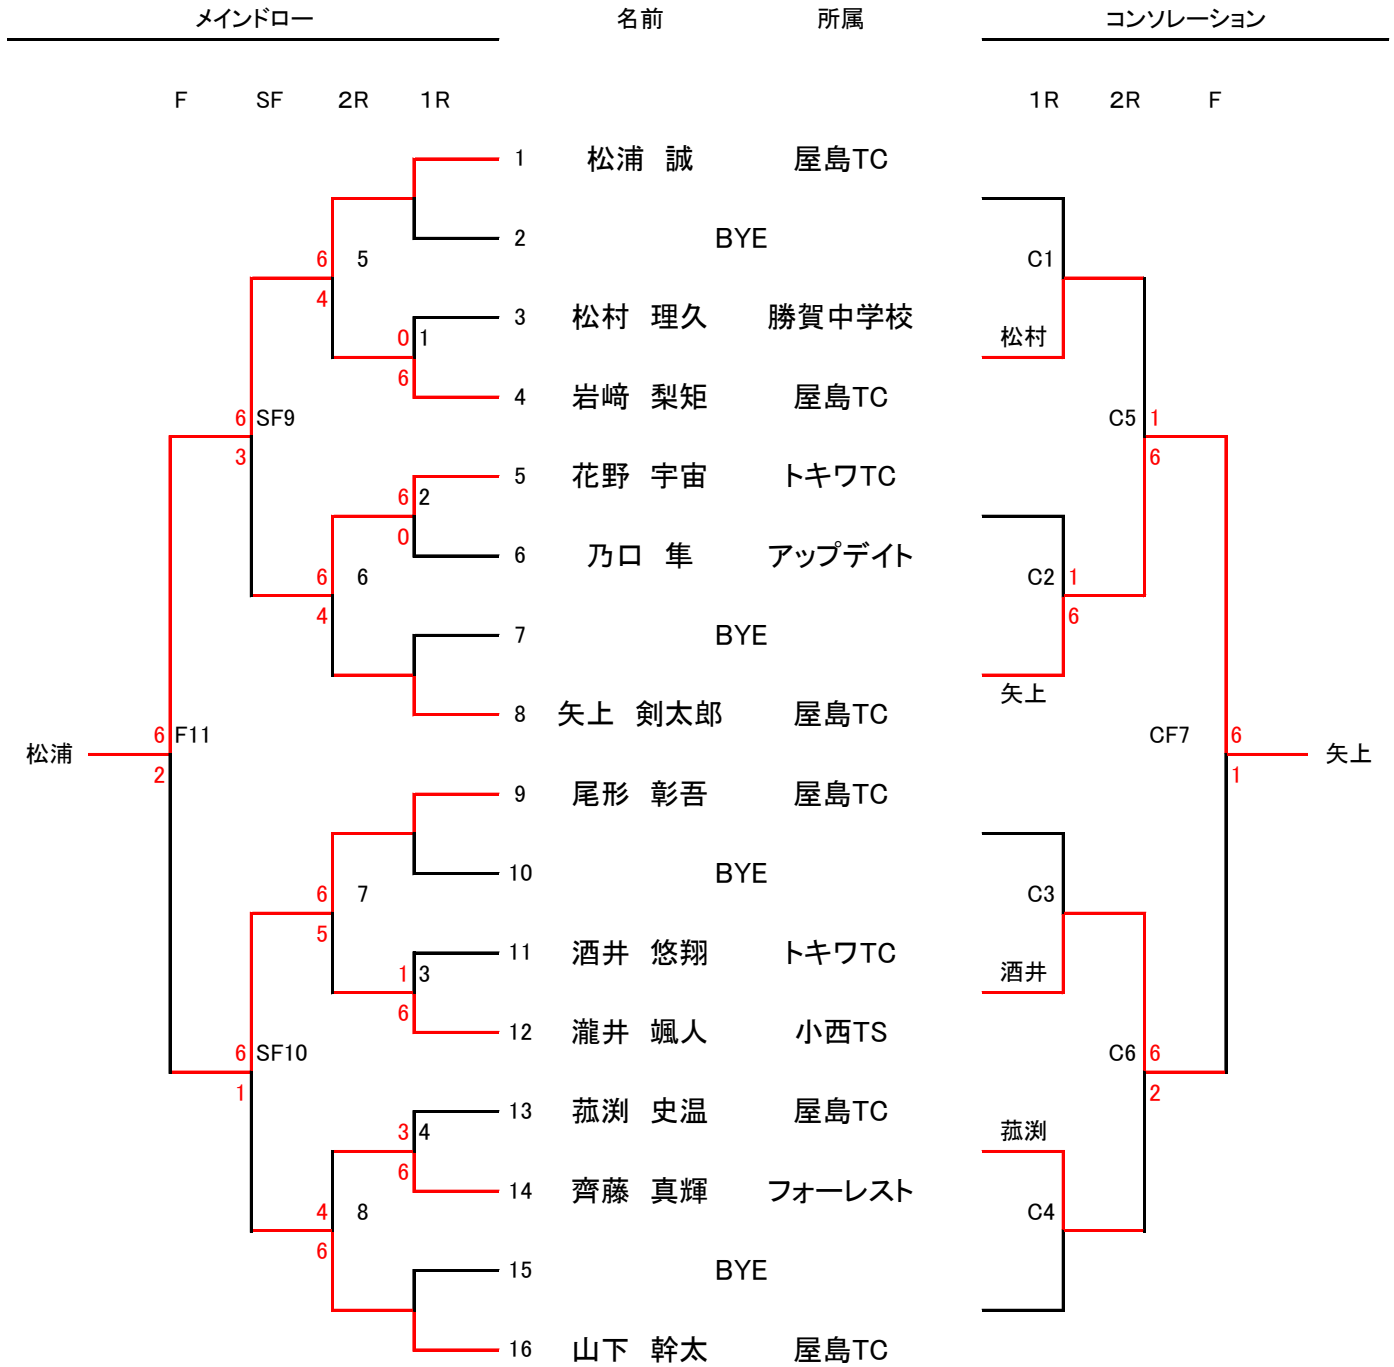 メインドロー 名前 所属 コンソレーション
F SF 2R 1R 1R 2R F
1 松浦 誠 屋島TC
2 BYE
6 5 C1
4
3 松村 理久 勝賀中学校
0 1 松村
6
4 岩﨑 梨矩 屋島TC
6 SF9 C5 1
3 6
5 花野 宇宙 トキワTC
6 2
0
6 乃口 隼 アップデイト
6 6 C2 1
4 6
7 BYE
矢上
8 矢上 剣太郎 屋島TC
松浦 6 F11 CF7 6 矢上
2 1
9 尾形 彰吾 屋島TC
10 BYE
6 7 C3
5
11 酒井 悠翔 トキワTC
1 3 酒井
6
12 瀧井 颯人 小西TS
6 SF10 C6 6
1 2
13 菰渕 史温 屋島TC
3 4 菰渕
6
14 齊藤 真輝 フォーレスト
4 8 C4
6
15 BYE
16 山下 幹太 屋島TC